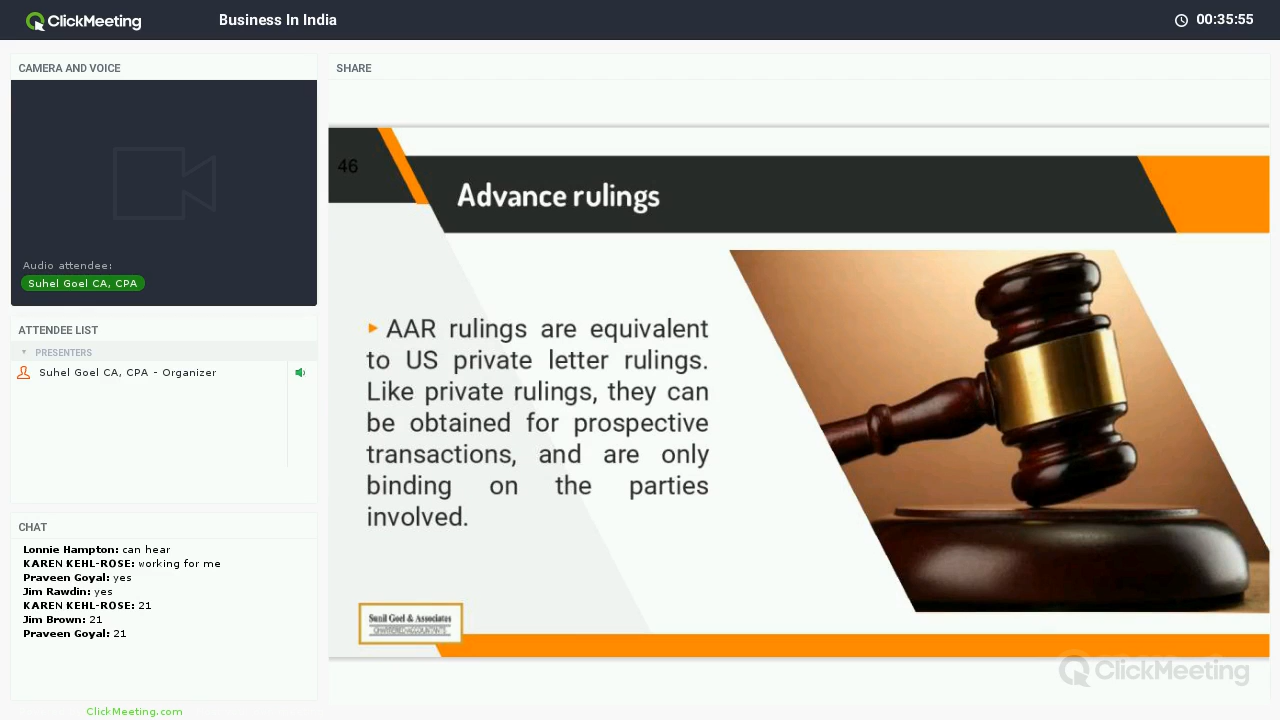 ClickMeeting
Business In India
00:35:55
CAMERA AND VOICE
Audio attendee:
Suhel Goel CA, CPA
ATTENDEE LIST
PRESENTERS
Suhel Goel CA, CPA - Organizer
CHAT
Lonnie Hampton: can hear
KAREN KEHL-ROSE: working for me
Praveen Goyal: yes
Jim Rawdin: yes
KAREN KEHL-ROSE: 21
Jim Brown: 21
Praveen Goyal: 21
ClickMeeting.com
SHARE
46
Advance rulings
AAR rulings are equivalent
to US private letter rulings.
Like private rulings, they can
be obtained for prospective
transactions, and are only
binding on the parties
involved.
Sunil Goel & Associates
CHARTERED ACCOUNTANTS
ClickMeeting